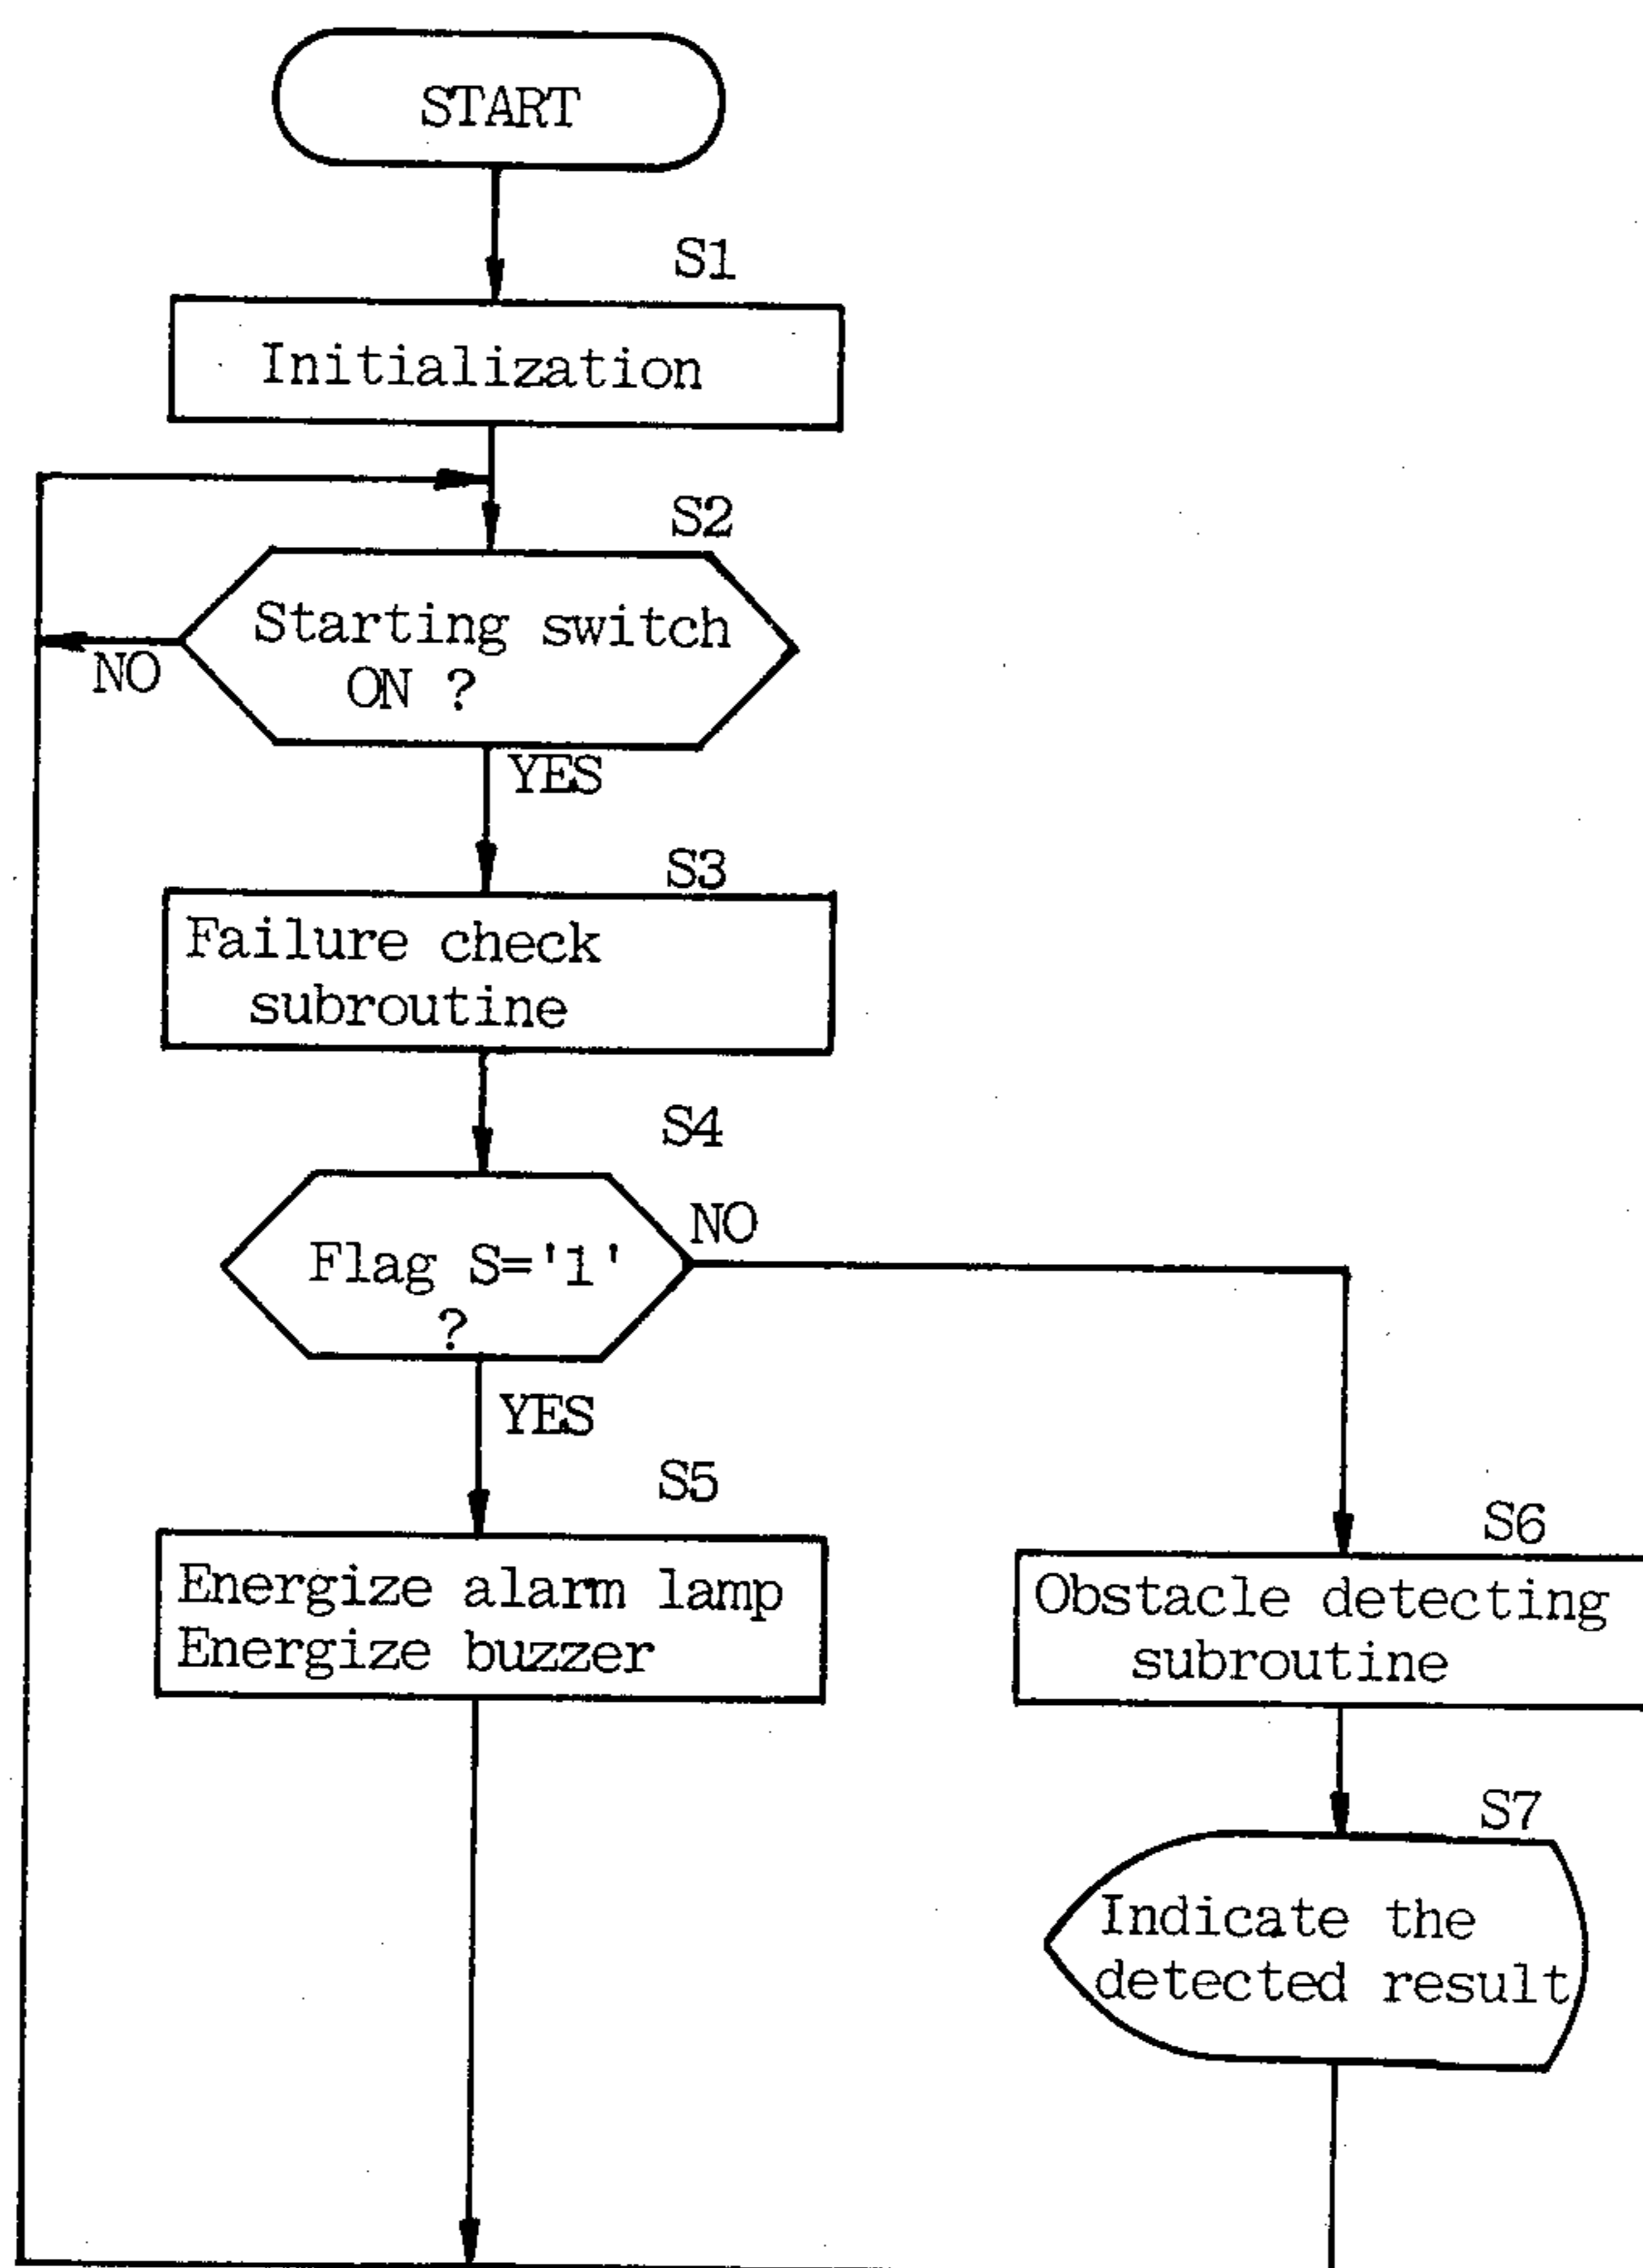 START
S1
Initialization
S2
Starting switch
ON ?
NO
YES
S3
Failure check
subroutine
S4
Flag S='1'
?
NO
YES
S5
Energize alarm lamp
Energize buzzer
S6
Obstacle detecting
subroutine
S7
Indicate the
detected result